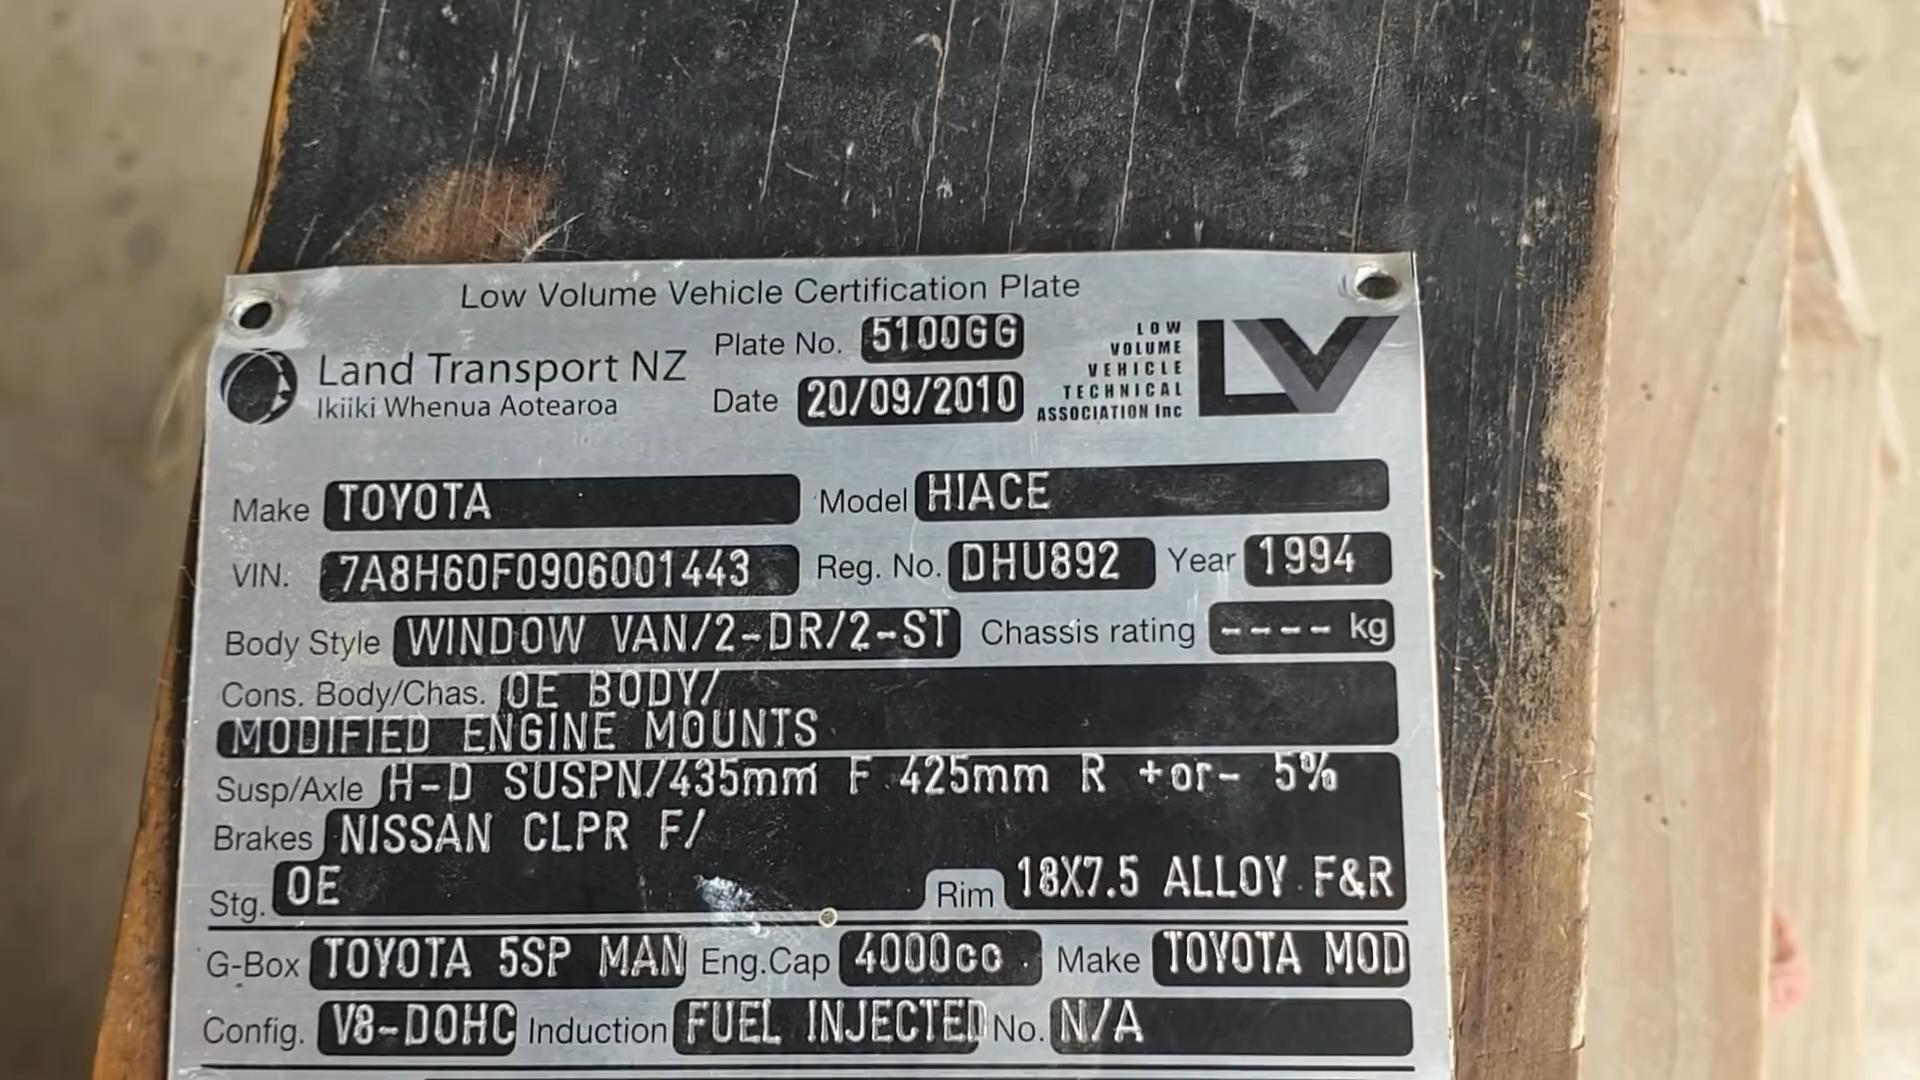 Low Volume Vehicle Certification Plate
Land Transport NZ
Ikiiki Whenua Aotearoa
Plate No. 5100GG
Date 20/09/2010
LOW
VOLUME
VEHICLE
TECHNICAL
ASSOCIATION Inc
LV
Make TOYOTA Model HIACE
VIN. 7A8H60F0906001443 Reg. No. DHU892 Year 1994
Body Style WINDOW VAN/2-DR/2-ST Chassis rating ---- kg
Cons. Body/Chas. OE BODY/
MODIFIED ENGINE MOUNTS
Susp/Axle H-D SUSPN/435mm F 425mm R +or- 5%
Brakes NISSAN CLPR F/
Stg. OE Rim 18X7.5 ALLOY F&R
G-Box TOYOTA 5SP MAN Eng.Cap 4000cc Make TOYOTA MOD
Config. V8-DOHC Induction FUEL INJECTED No. N/A